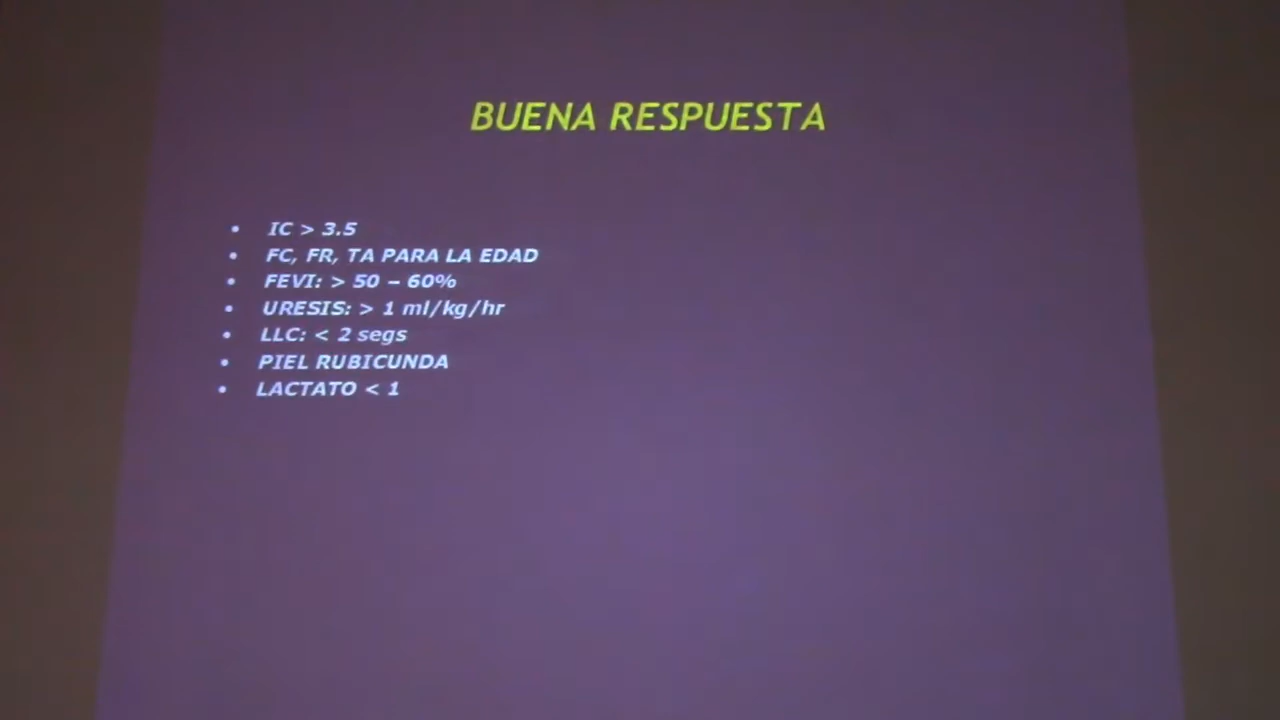 BUENA RESPUESTA
• IC > 3.5
• FC, FR, TA PARA LA EDAD
• FEVI: > 50 – 60%
• URESIS: > 1 ml/kg/hr
• LLC: < 2 segs
• PIEL RUBICUNDA
• LACTATO < 1